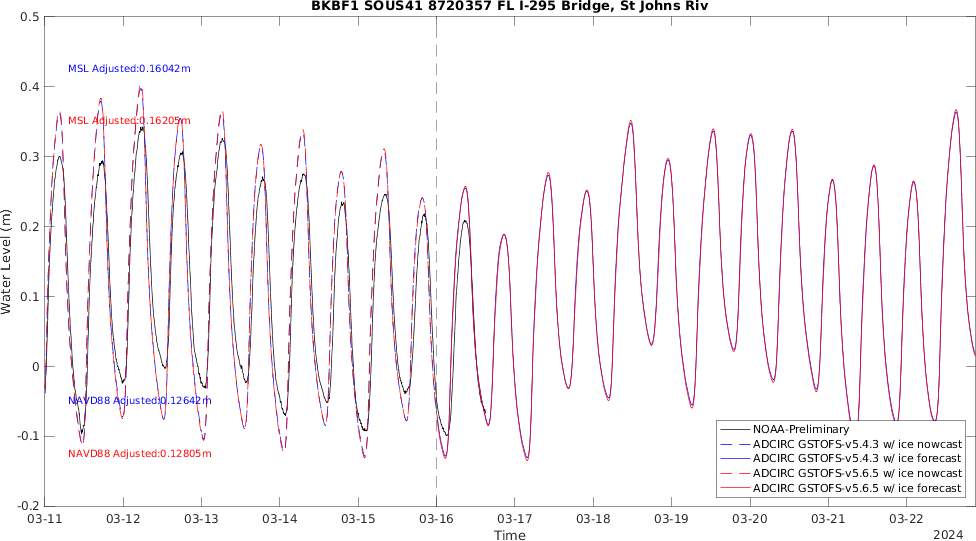 BKBF1 SOUS41 8720357 FL I-295 Bridge, St Johns Riv
0.5
0.4
0.3
0.2
0.1
0
-0.1
-0.2
Water Level (m)
MSL Adjusted:0.16042m
MSL Adjusted:0.16205m
NAVD88 Adjusted:0.12642m
NAVD88 Adjusted:0.12805m
NOAA-Preliminary
ADCIRC GSTOFS-v5.4.3 w/ ice nowcast
ADCIRC GSTOFS-v5.4.3 w/ ice forecast
ADCIRC GSTOFS-v5.6.5 w/ ice nowcast
ADCIRC GSTOFS-v5.6.5 w/ ice forecast
03-11 03-12 03-13 03-14 03-15 03-16 03-17 03-18 03-19 03-20 03-21 03-22
Time
2024